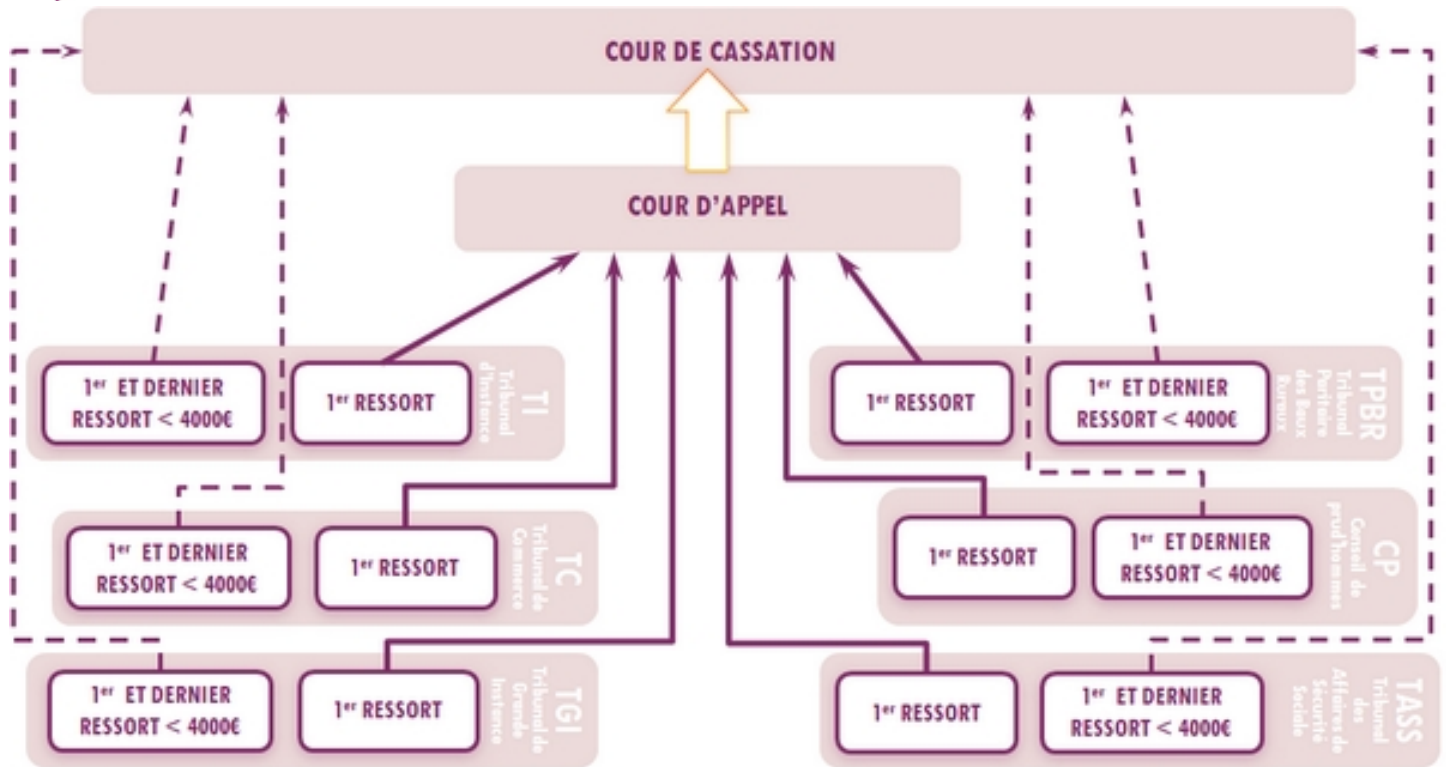 COUR DE CASSATION
COUR D'APPEL
1er ET DERNIER
RESSORT < 4000€
1er RESSORT
TI
Tribunal
d'Instance
1er RESSORT
1er ET DERNIER
RESSORT < 4000€
TPBR
Tribunal
Paritaire
des Baux
Ruraux
1er ET DERNIER
RESSORT < 4000€
1er RESSORT
TC
Tribunal de
Commerce
1er RESSORT
1er ET DERNIER
RESSORT < 4000€
CP
Conseil de
prud'hommes
1er ET DERNIER
RESSORT < 4000€
1er RESSORT
TGI
Tribunal de
Grande
Instance
1er RESSORT
1er ET DERNIER
RESSORT < 4000€
TASS
Tribunal
des
Affaires de
Sécurité
Sociale